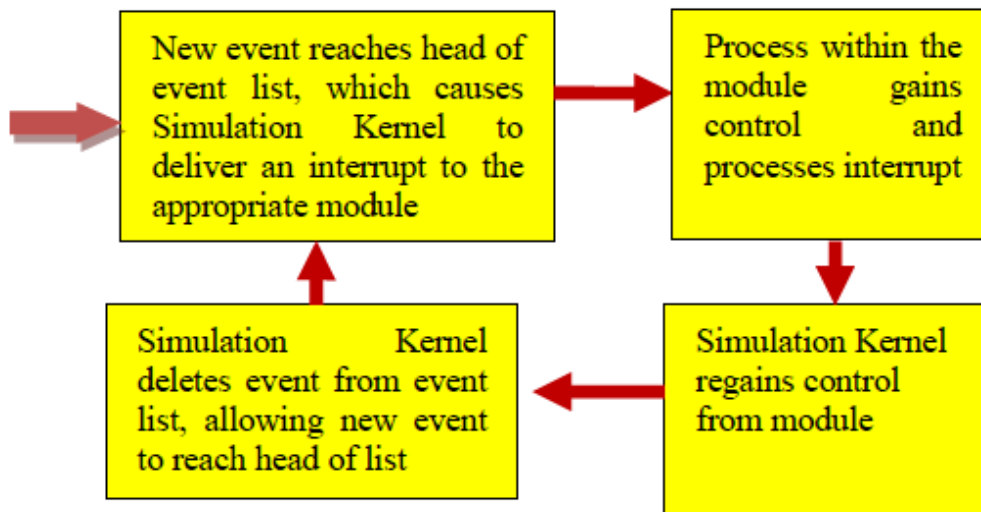 New event reaches head of
event list, which causes
Simulation Kernel to
deliver an interrupt to the
appropriate module
Process within the
module gains
control and
processes interrupt
Simulation Kernel
regains control
from module
Simulation Kernel
deletes event from event
list, allowing new event
to reach head of list